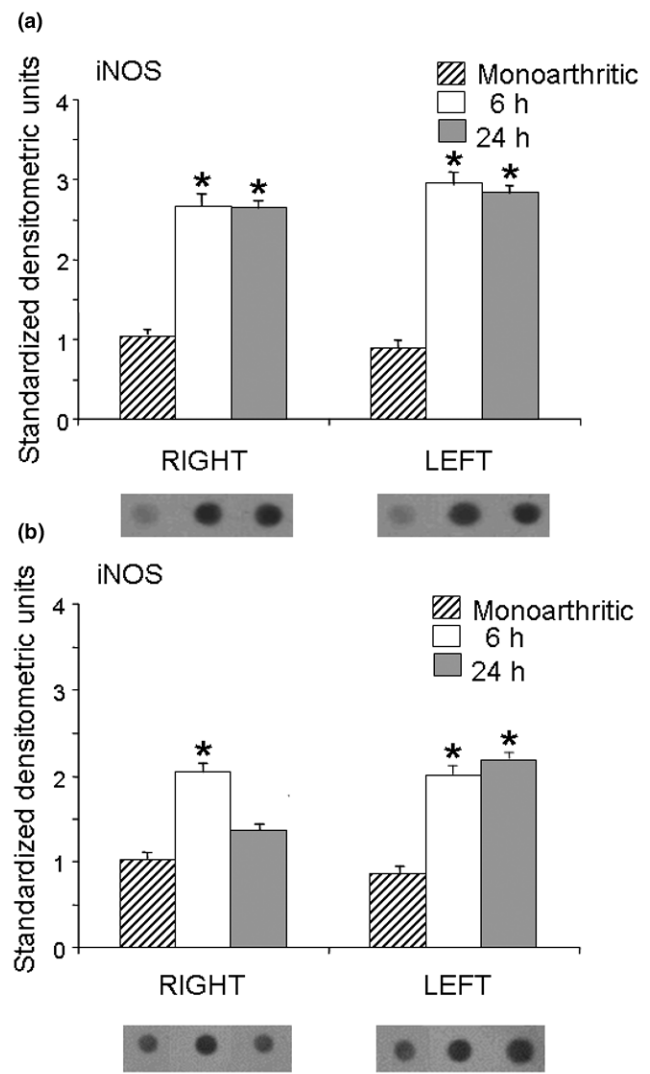 (a)
iNOS
Monoarthritic
6 h
24 h
Standardized densitometric units
4
3
2
1
0
* * * *
RIGHT LEFT
(b)
iNOS
Monoarthritic
6 h
24 h
Standardized densitometric units
4
3
2
1
0
* * *
RIGHT LEFT